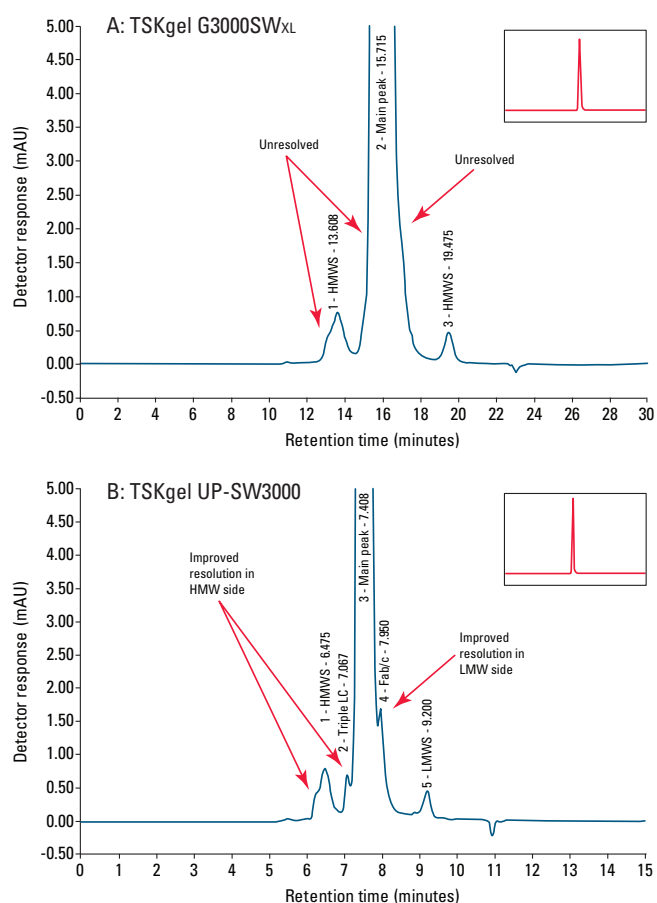 A: TSKgel G3000SWXL
5.00
4.50
4.00
3.50
3.00
2.50
2.00
1.50
1.00
0.50
0.00
-0.50
Detector response (mAU)
Unresolved
1 - HMWS - 13.608
2 - Main peak - 15.715
Unresolved
3 - HMWS - 19.475
0 2 4 6 8 10 12 14 16 18 20 22 24 26 28 30
Retention time (minutes)
B: TSKgel UP-SW3000
5.00
4.50
4.00
3.50
3.00
2.50
2.00
1.50
1.00
0.50
0.00
-0.50
Detector response (mAU)
Improved
resolution in
HMW side
1 - HMWS - 6.475
2 - Triple LC - 7.067
3 - Main peak - 7.408
4 - Fab/c - 7.950
Improved
resolution in
LMW side
5 - LMWS - 9.200
0 1 2 3 4 5 6 7 8 9 10 11 12 13 14 15
Retention time (minutes)